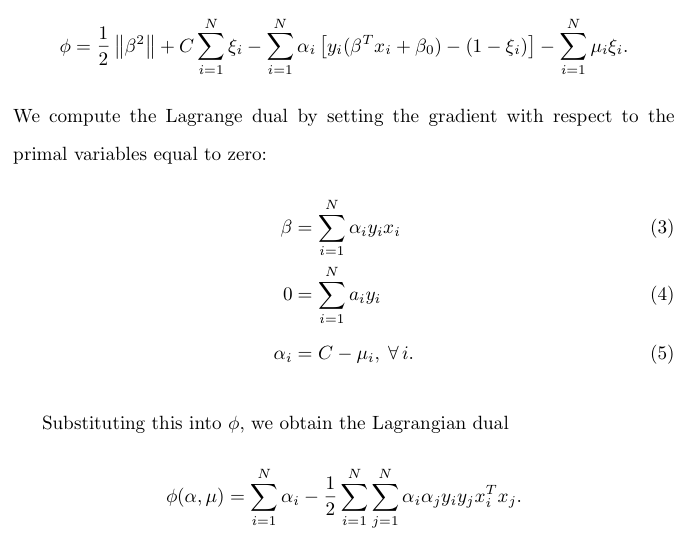 $\phi = \frac{1}{2} \left\| \beta^2 \right\| + C \sum_{i=1}^{N} \xi_i - \sum_{i=1}^{N} \alpha_i \left[ y_i (\beta^T x_i + \beta_0) - (1 - \xi_i) \right] - \sum_{i=1}^{N} \mu_i \xi_i.$
We compute the Lagrange dual by setting the gradient with respect to the
primal variables equal to zero:
$\beta = \sum_{i=1}^{N} \alpha_i y_i x_i$ (3)
$0 = \sum_{i=1}^{N} a_i y_i$ (4)
$\alpha_i = C - \mu_i, \ \forall \, i.$ (5)
Substituting this into $\phi$, we obtain the Lagrangian dual
$\phi(\alpha, \mu) = \sum_{i=1}^{N} \alpha_i - \frac{1}{2} \sum_{i=1}^{N} \sum_{j=1}^{N} \alpha_i \alpha_j y_i y_j x_i^T x_j.$